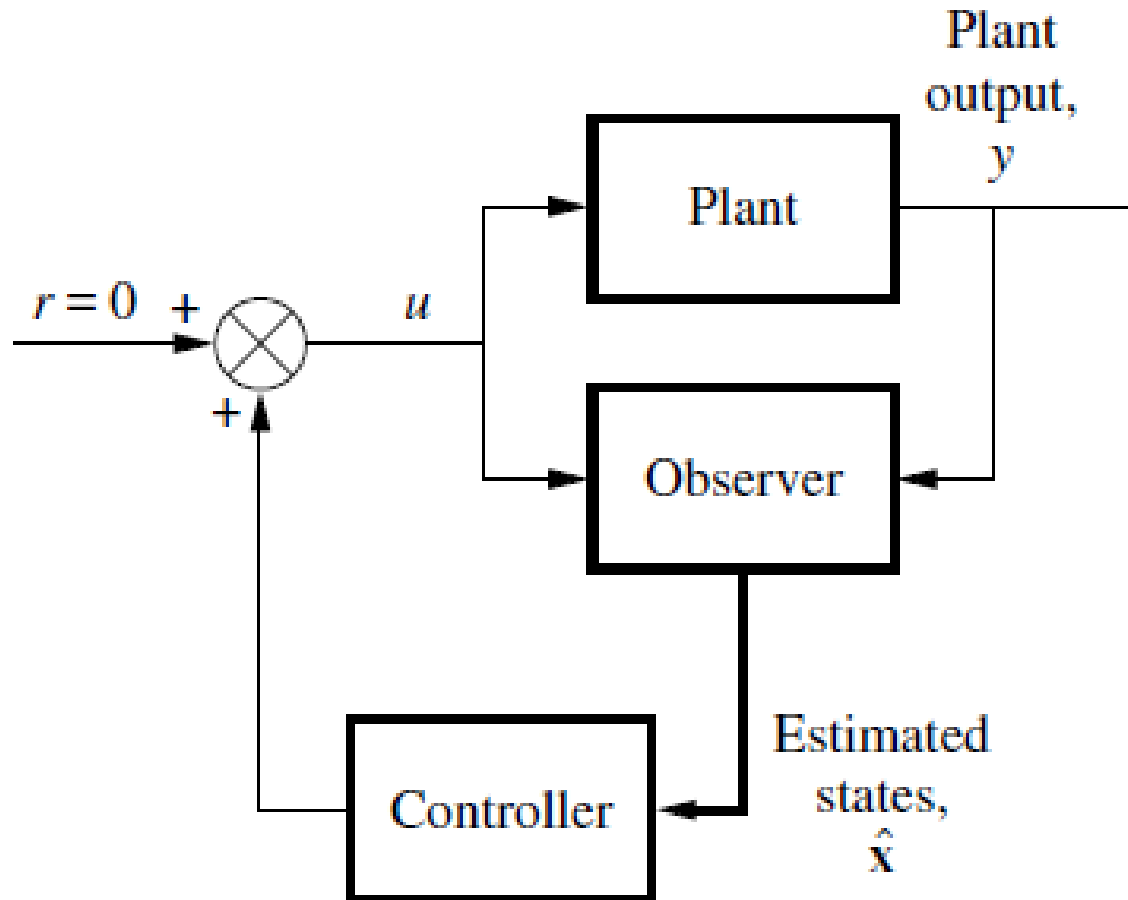 Plant
output,
y
Plant
r = 0
+
u
+
Observer
Estimated
states,
x̂
Controller